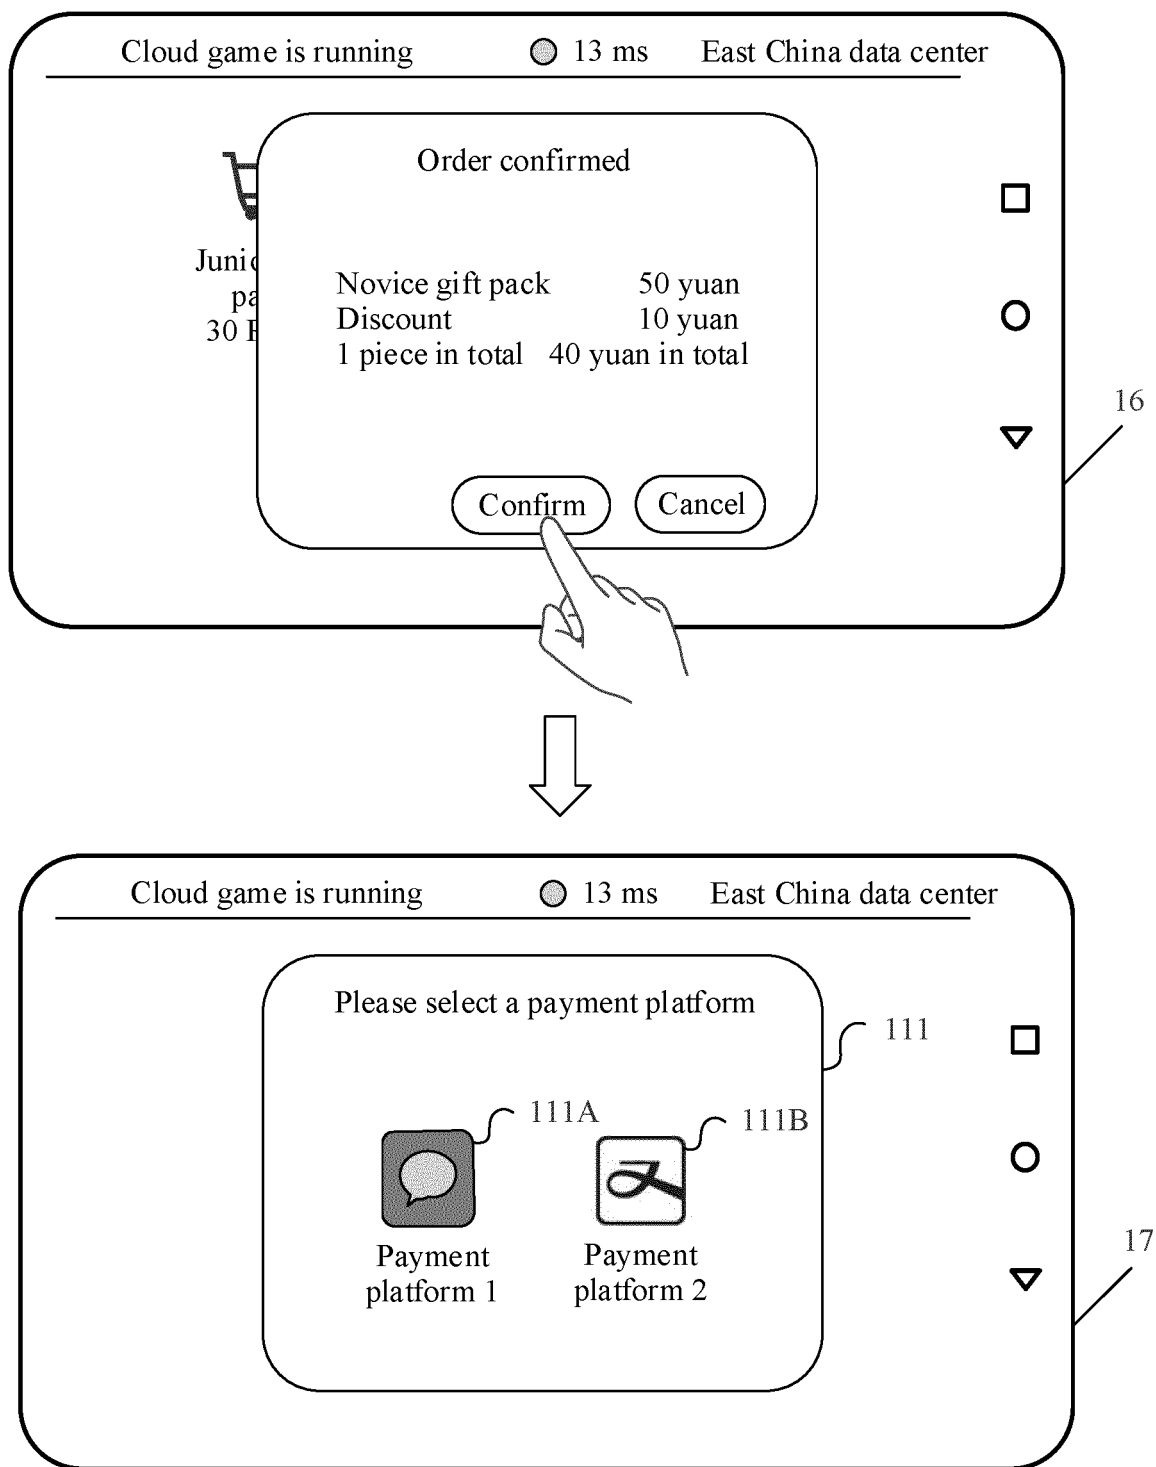 Cloud game is running 13 ms East China data center
Order confirmed
Novice gift pack 50 yuan
Discount 10 yuan
1 piece in total 40 yuan in total
30
Confirm Cancel
16
Cloud game is running 13 ms East China data center
Please select a payment platform
111
111A 111B
Payment platform 1
Payment platform 2
17